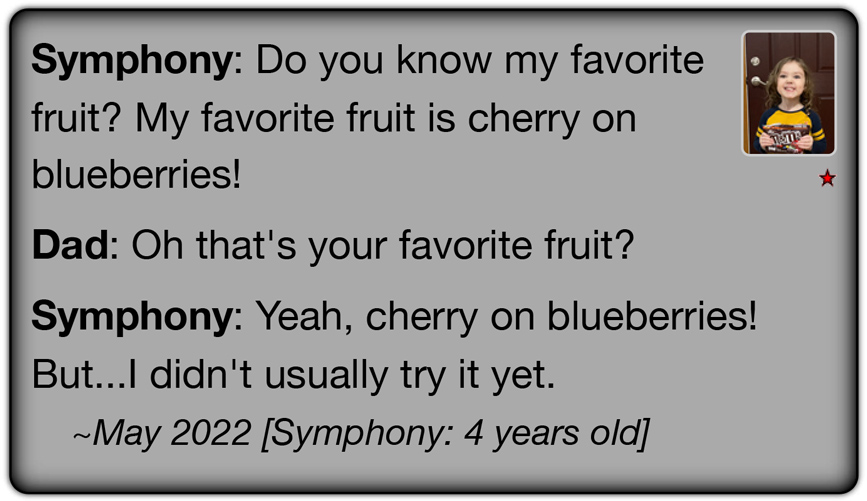 Symphony: Do you know my favorite
fruit? My favorite fruit is cherry on
blueberries!
Dad: Oh that's your favorite fruit?
Symphony: Yeah, cherry on blueberries!
But...I didn't usually try it yet.
~May 2022 [Symphony: 4 years old]